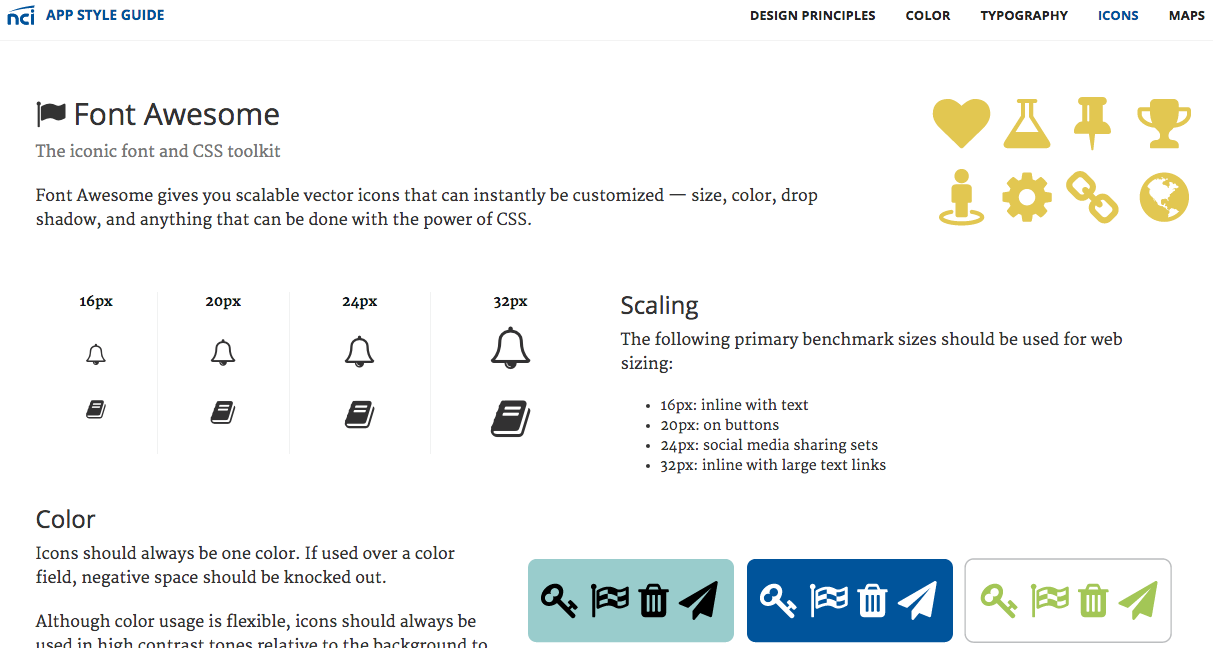 nci APP STYLE GUIDE DESIGN PRINCIPLES COLOR TYPOGRAPHY ICONS MAPS
Font Awesome
The iconic font and CSS toolkit
Font Awesome gives you scalable vector icons that can instantly be customized — size, color, drop
shadow, and anything that can be done with the power of CSS.
16px 20px 24px 32px
Scaling
The following primary benchmark sizes should be used for web
sizing:
• 16px: inline with text
• 20px: on buttons
• 24px: social media sharing sets
• 32px: inline with large text links
Color
Icons should always be one color. If used over a color
field, negative space should be knocked out.
Although color usage is flexible, icons should always be
used in high contrast tones relative to the background to